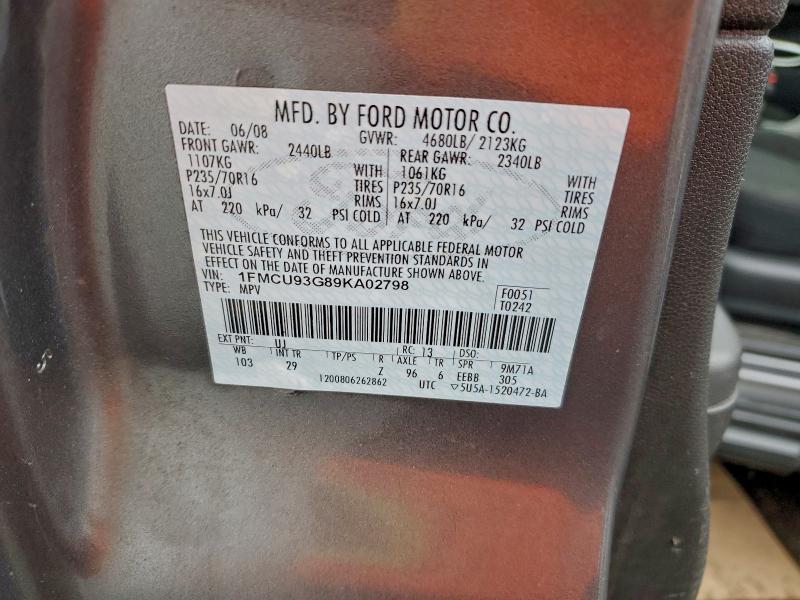 MFD. BY FORD MOTOR CO.
DATE: 06/08 GVWR: 4680LB/ 2123KG
FRONT GAWR: 2440LB REAR GAWR: 2340LB
1107KG WITH 1061KG WITH
P235/70R16 TIRES P235/70R16 TIRES
16x7.0J RIMS 16x7.0J RIMS
AT 220 kPa/ 32 PSI COLD AT 220 kPa/ 32 PSI COLD
THIS VEHICLE CONFORMS TO ALL APPLICABLE FEDERAL MOTOR
VEHICLE SAFETY AND THEFT PREVENTION STANDARDS IN
EFFECT ON THE DATE OF MANUFACTURE SHOWN ABOVE.
VIN: 1FMCU93G89KA02798 F0051
TYPE: MPV T0242
EXT PNT: UJ RC: 13 DSO:
WB INT TR TP/PS R AXLE TR SPR 9M71A
103 29 Z 96 6 EEBB 305
1200806262862 UTC ▽5U5A-1520472-BA